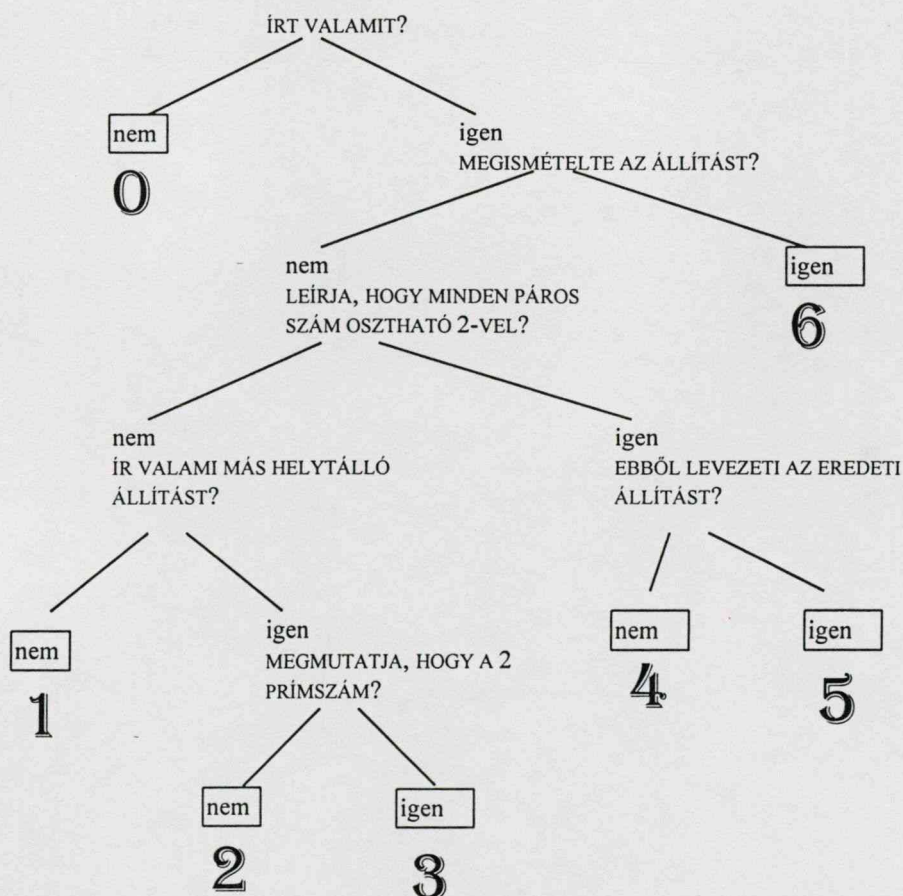 ÍRT VALAMIT?
nem
0
igen
MEGISMÉTELTE AZ ÁLLÍTÁST?
nem
LEÍRJA, HOGY MINDEN PÁROS
SZÁM OSZTHATÓ 2-VEL?
igen
6
nem
ÍR VALAMI MÁS HELYTÁLLÓ
ÁLLÍTÁST?
igen
EBBŐL LEVEZETI AZ EREDETI
ÁLLÍTÁST?
nem
1
igen
MEGMUTATJA, HOGY A 2
PRÍMSZÁM?
nem
4
igen
5
nem
2
igen
3